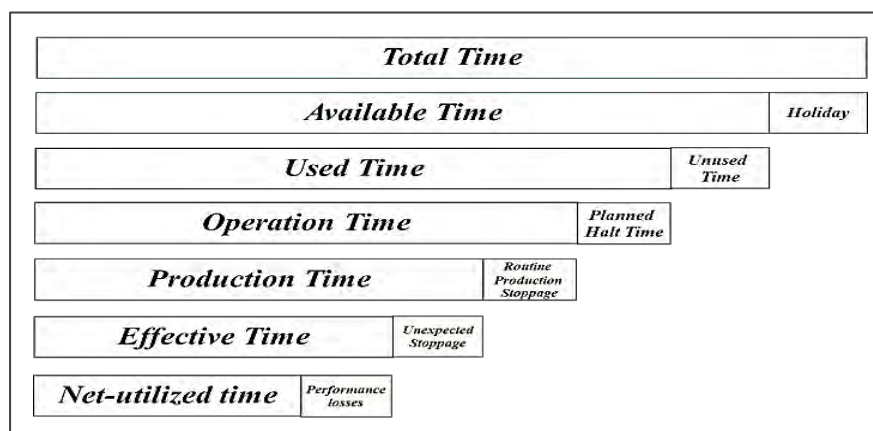 Total Time
Available Time
Holiday
Used Time
Unused
Time
Operation Time
Planned
Halt Time
Production Time
Routine
Production
Stoppage
Effective Time
Unexpected
Stoppage
Net-utilized time
Performance
losses